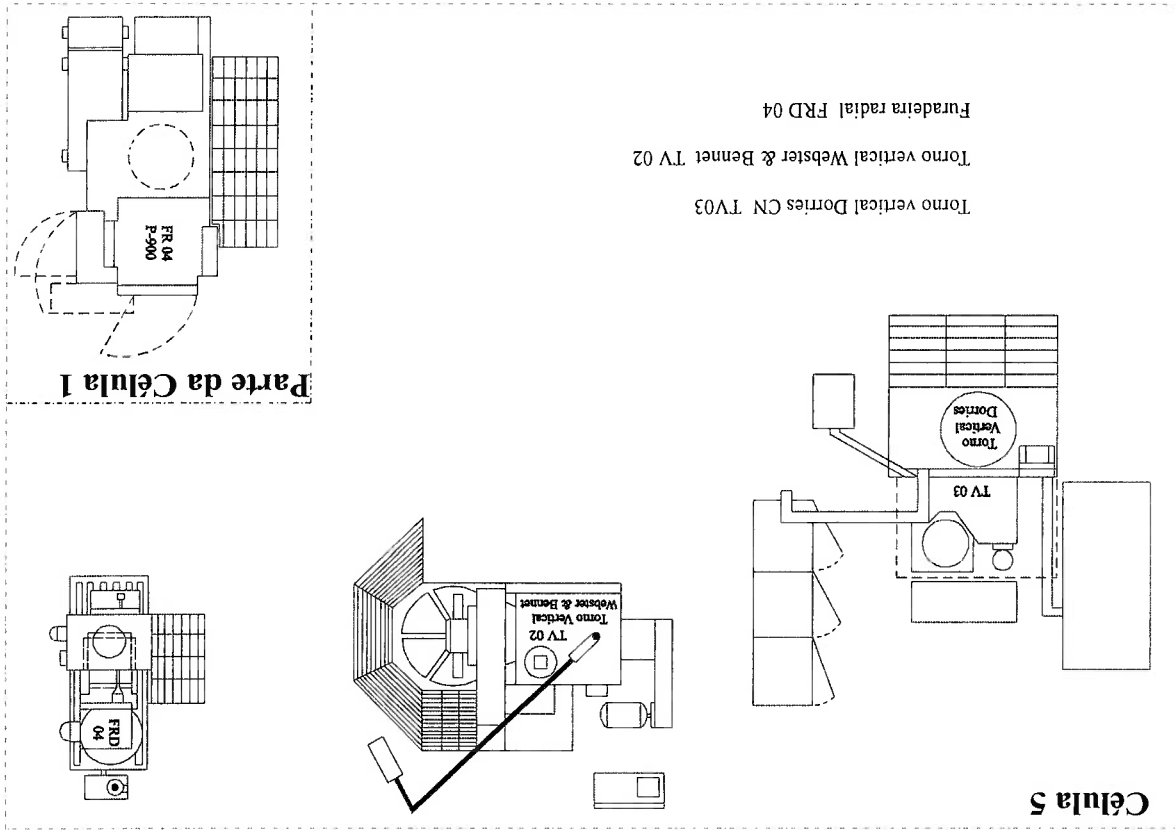 Célula 5
TV 02
Torno Vertical
Webster & Bennet
FRD
04
TV 03
Torno
Vertical
Dorries
Parte da Célula 1
FR 04
P-900
Torno vertical Dorries CN TV03
Torno vertical Webster & Bennet TV 02
Furadeira radial FRD 04